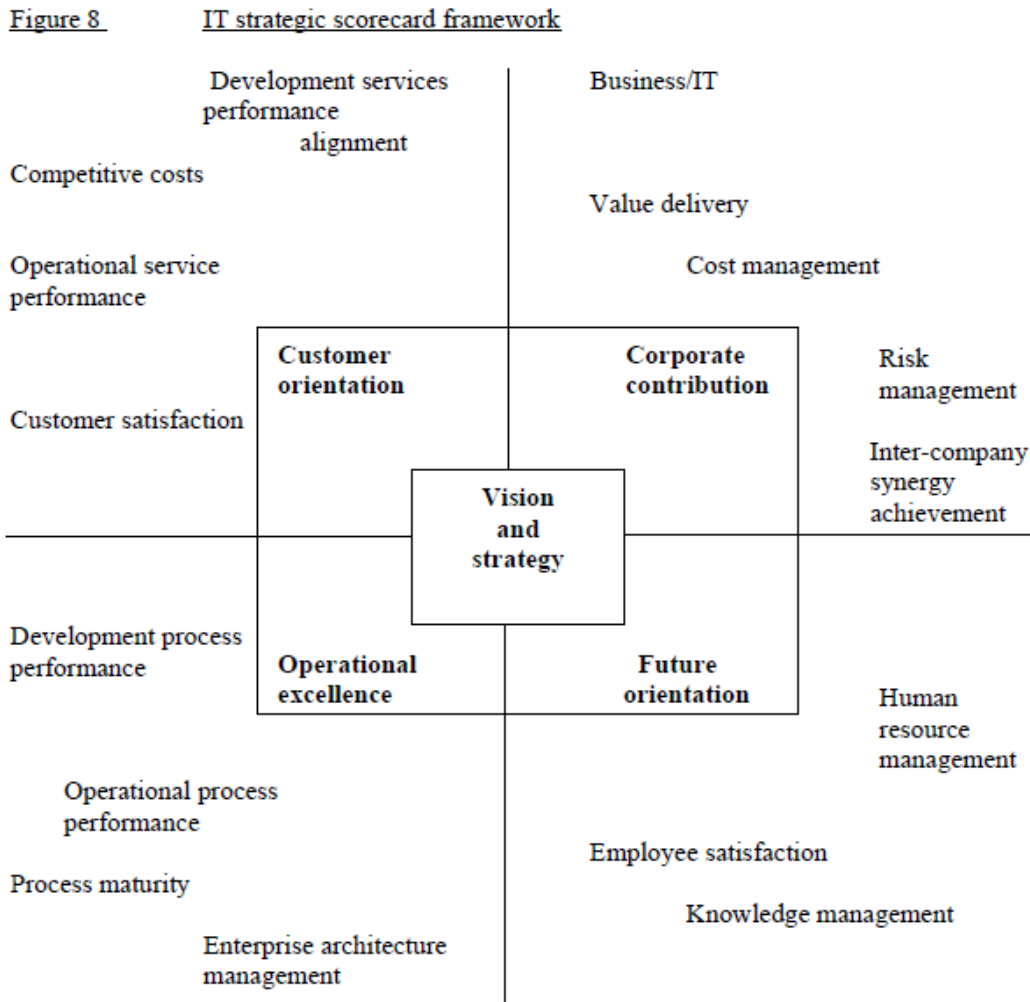 Figure 8 IT strategic scorecard framework
Development services
performance
alignment
Business/IT
Competitive costs
Value delivery
Operational service
performance
Cost management
Customer
orientation
Corporate
contribution
Risk
management
Customer satisfaction
Inter-company
synergy
achievement
Vision
and
strategy
Development process
performance
Operational
excellence
Future
orientation
Human
resource
management
Operational process
performance
Employee satisfaction
Process maturity
Knowledge management
Enterprise architecture
management